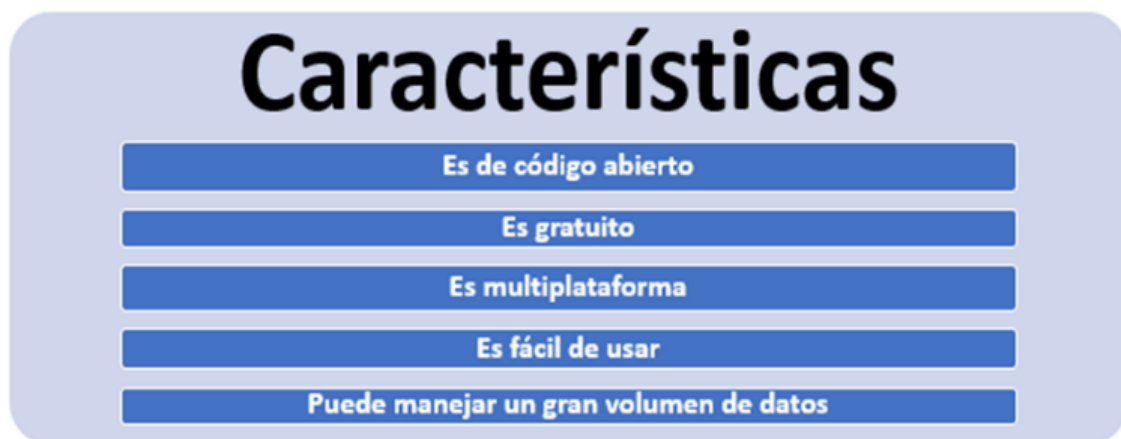 Características
Es de código abierto
Es gratuito
Es multiplataforma
Es fácil de usar
Puede manejar un gran volumen de datos